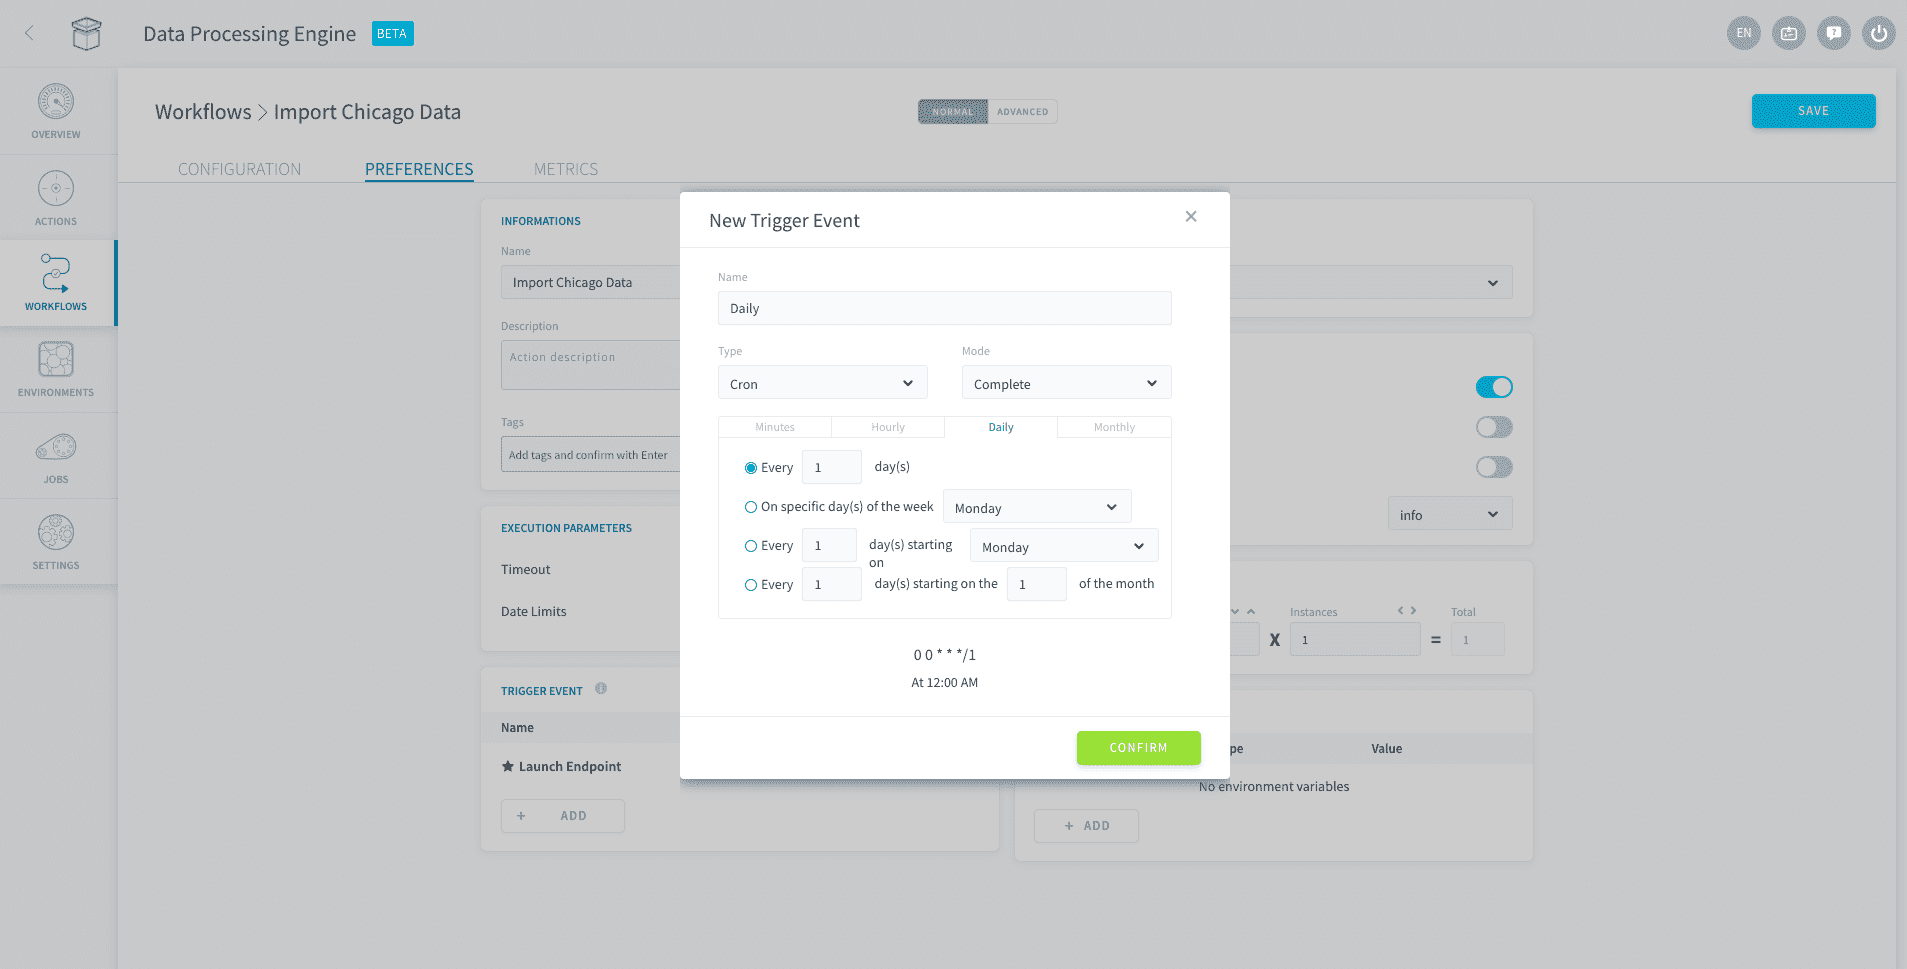 Data Processing Engine
BETA
EN
OVERVIEW
ACTIONS
WORKFLOWS
ENVIRONMENTS
JOBS
SETTINGS
Workflows > Import Chicago Data
NORMAL
ADVANCED
SAVE
CONFIGURATION
PREFERENCES
METRICS
INFORMATIONS
Name
Import Chicago Data
Description
Action description
Tags
Add tags and confirm with Enter
EXECUTION PARAMETERS
Timeout
Date Limits
TRIGGER EVENT
Name
Launch Endpoint
+ ADD
New Trigger Event
×
Name
Daily
Type
Mode
Cron
Complete
Minutes
Hourly
Daily
Monthly
Every 1 day(s)
On specific day(s) of the week Monday
Every 1 day(s) starting on Monday
Every 1 day(s) starting on the 1 of the month
0 0 * * */1
At 12:00 AM
CONFIRM
info
Instances
< >
Total
X 1 = 1
pe
Value
No environment variables
+ ADD